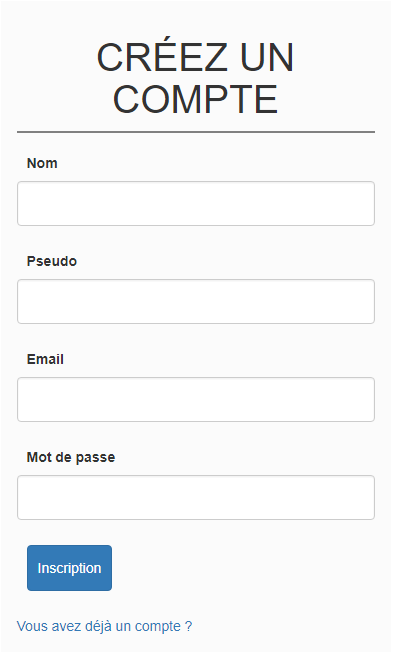 CRÉEZ UN
COMPTE
Nom
Pseudo
Email
Mot de passe
Inscription
Vous avez déjà un compte ?